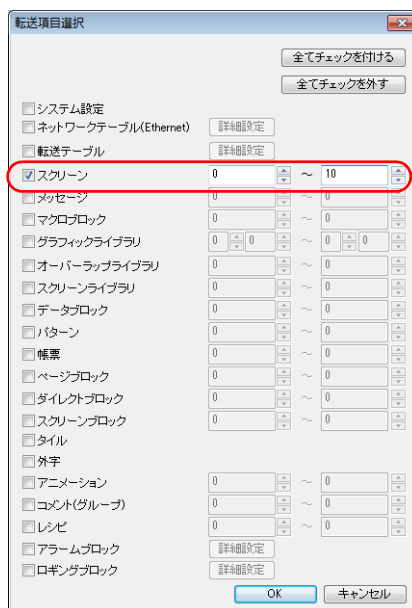 転送項目選択
全てチェックを付ける
全てチェックを外す
システム設定
ネットワークテーブル(Ethernet) 詳細設定
転送テーブル 詳細設定
スクリーン 0 ～ 10
メッセージ 0 ～ 0
マクロブロック 0 ～ 0
グラフィックライブラリ 0 0 ～ 0 0
オーバーラップライブラリ 0 ～ 0
スクリーンライブラリ 0 ～ 0
データブロック 0 ～ 0
パターン 0 ～ 0
帳票 0 ～ 0
ページブロック 0 ～ 0
ダイレクトブロック 0 ～ 0
スクリーンブロック 0 ～ 0
タイル
外字
アニメーション 0 ～ 0
コメント(グループ) 0 ～ 0
レシピ 0 ～ 0
アラームブロック 詳細設定
ロギングブロック 詳細設定
OK キャンセル